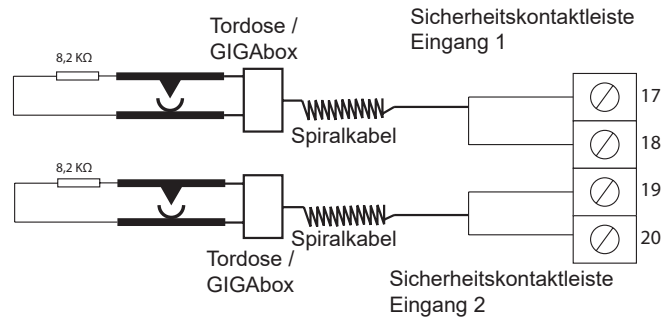 Tordose /
GIGAbox
Sicherheitskontaktleiste
Eingang 1
8,2 KΩ
17
Spiralkabel
18
8,2 KΩ
19
Spiralkabel
20
Tordose /
GIGAbox
Sicherheitskontaktleiste
Eingang 2